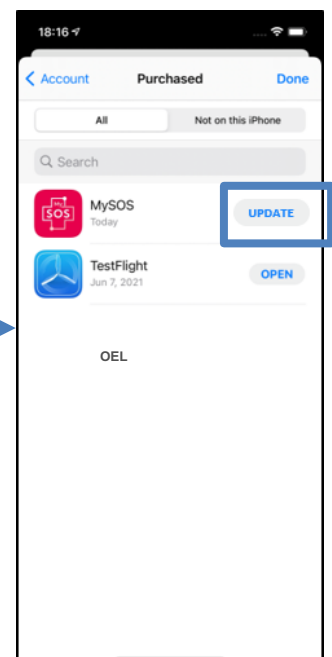 18:16
Account Purchased Done
All Not on this iPhone
Search
My
SOS
MySOS
Today
UPDATE
TestFlight
Jun 7, 2021
OPEN
OEL